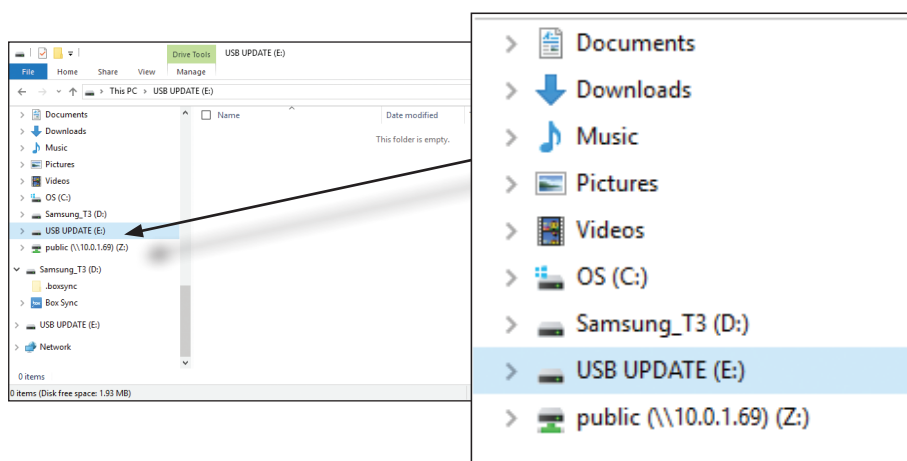 Drive Tools USB UPDATE (E:)
File Home Share View Manage
This PC > USB UPDATE (E:)
Name Date modified
This folder is empty.
Documents
Downloads
Music
Pictures
Videos
OS (C:)
Samsung_T3 (D:)
USB UPDATE (E:)
public (\\10.0.1.69) (Z:)
Samsung_T3 (D:)
.boxsync
Box Sync
USB UPDATE (E:)
Network
0 items
0 items (Disk free space: 1.93 MB)
Documents
Downloads
Music
Pictures
Videos
OS (C:)
Samsung_T3 (D:)
USB UPDATE (E:)
public (\\10.0.1.69) (Z:)